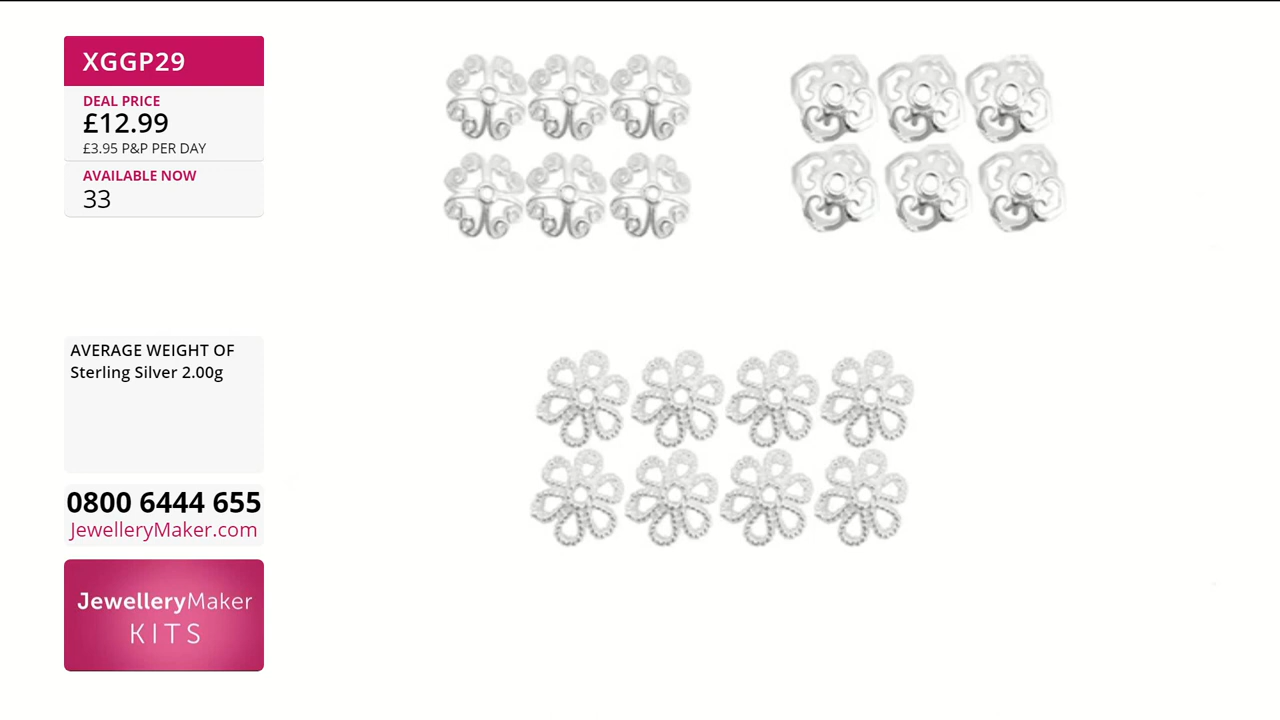 XGGP29
DEAL PRICE
£12.99
£3.95 P&P PER DAY
AVAILABLE NOW
33
AVERAGE WEIGHT OF
Sterling Silver 2.00g
0800 6444 655
JewelleryMaker.com
JewelleryMaker
KITS